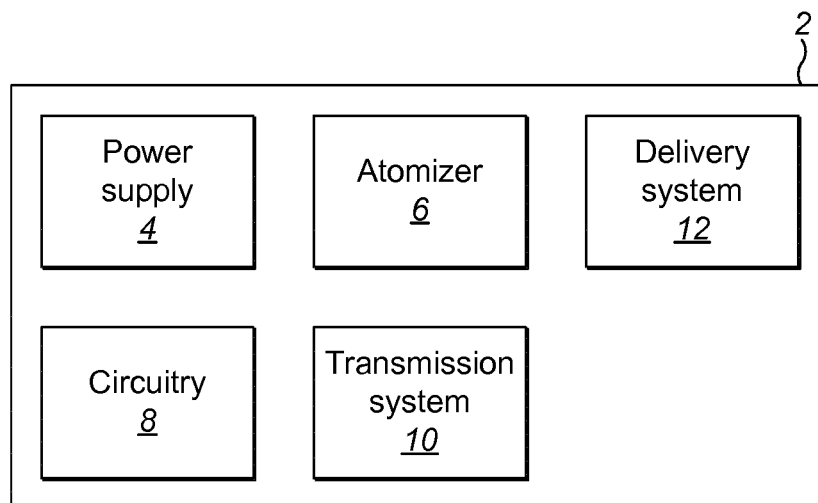 2
Power
supply
4
Atomizer
6
Delivery
system
12
Circuitry
8
Transmission
system
10